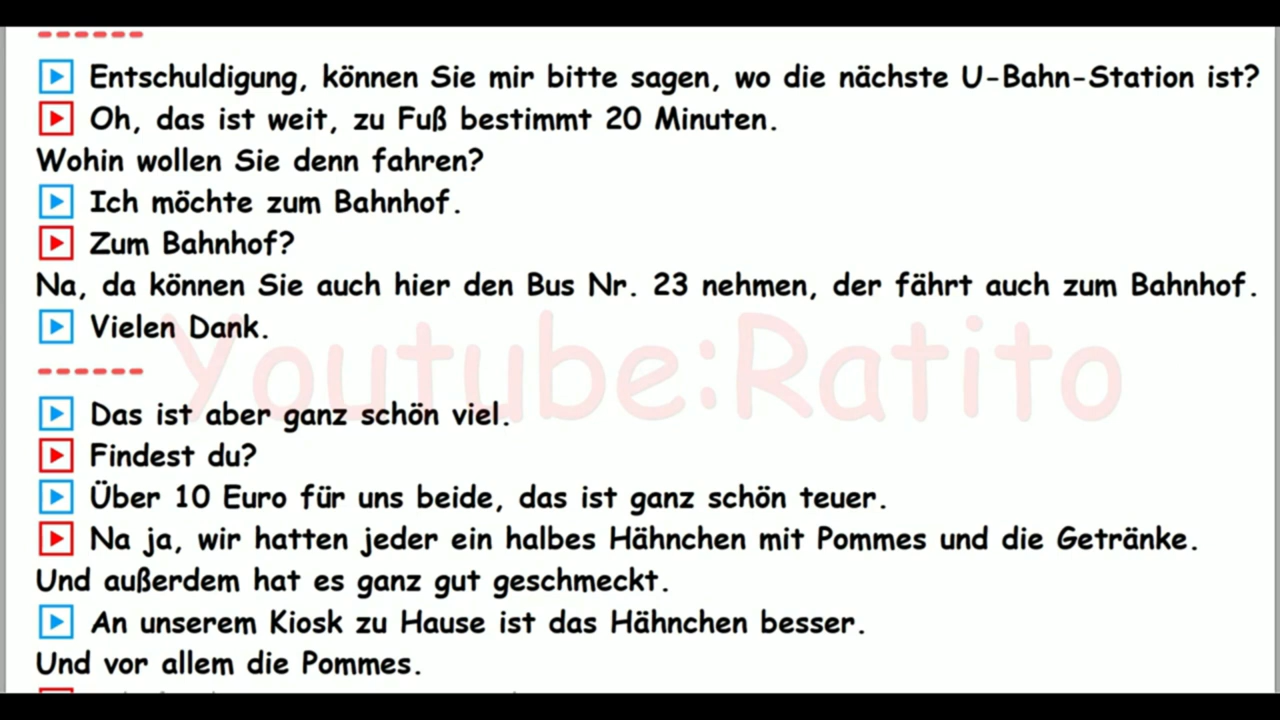 ------
Entschuldigung, können Sie mir bitte sagen, wo die nächste U-Bahn-Station ist?
Oh, das ist weit, zu Fuß bestimmt 20 Minuten.
Wohin wollen Sie denn fahren?
Ich möchte zum Bahnhof.
Zum Bahnhof?
Na, da können Sie auch hier den Bus Nr. 23 nehmen, der fährt auch zum Bahnhof.
Vielen Dank.
Youtube:Ratito
------
Das ist aber ganz schön viel.
Findest du?
Über 10 Euro für uns beide, das ist ganz schön teuer.
Na ja, wir hatten jeder ein halbes Hähnchen mit Pommes und die Getränke.
Und außerdem hat es ganz gut geschmeckt.
An unserem Kiosk zu Hause ist das Hähnchen besser.
Und vor allem die Pommes.